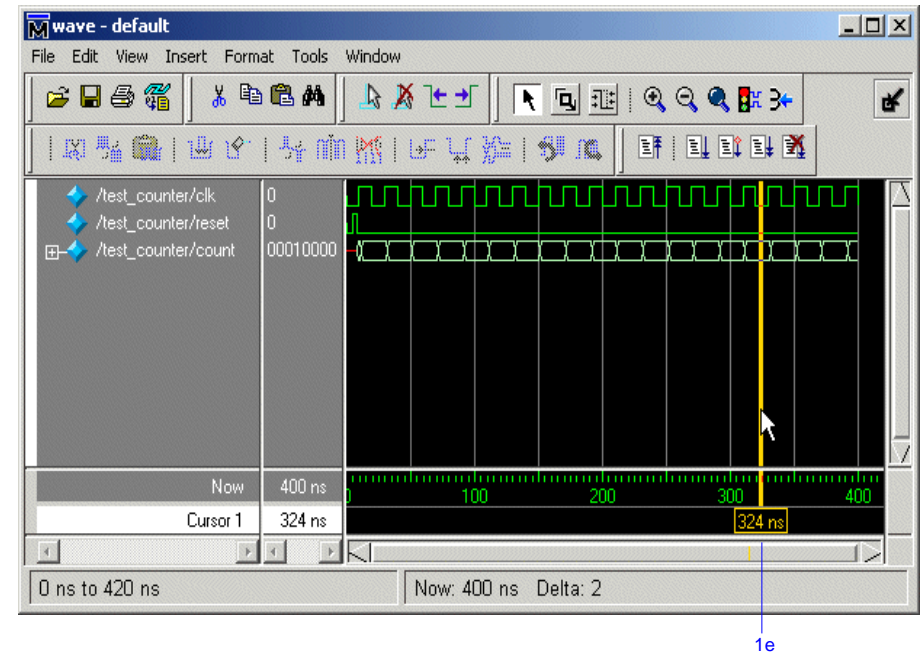 wave - default
File Edit View Insert Format Tools Window
/test_counter/clk 0
/test_counter/reset 0
/test_counter/count 00010000
Now 400 ns
0 100 200 300 400
Cursor 1 324 ns
324 ns
0 ns to 420 ns Now: 400 ns Delta: 2
1e